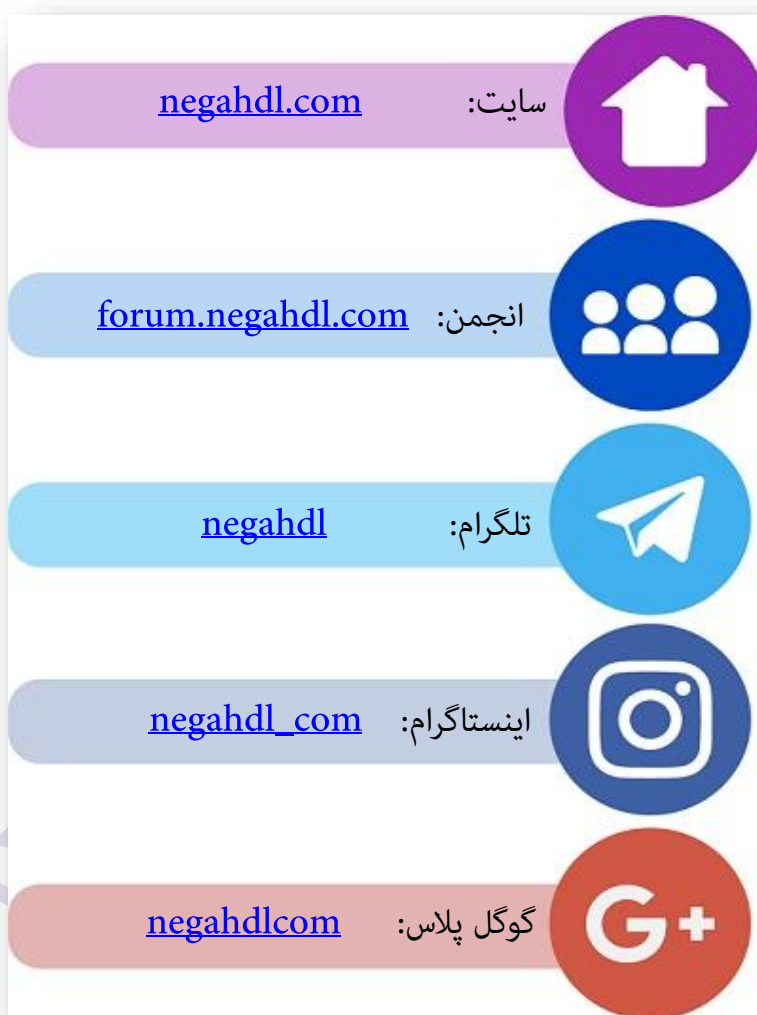 سایت: negahdl.com
انجمن: forum.negahdl.com
تلگرام: negahdl
اینستاگرام: negahdl_com
گوگل پلاس: negahdlcom
G+